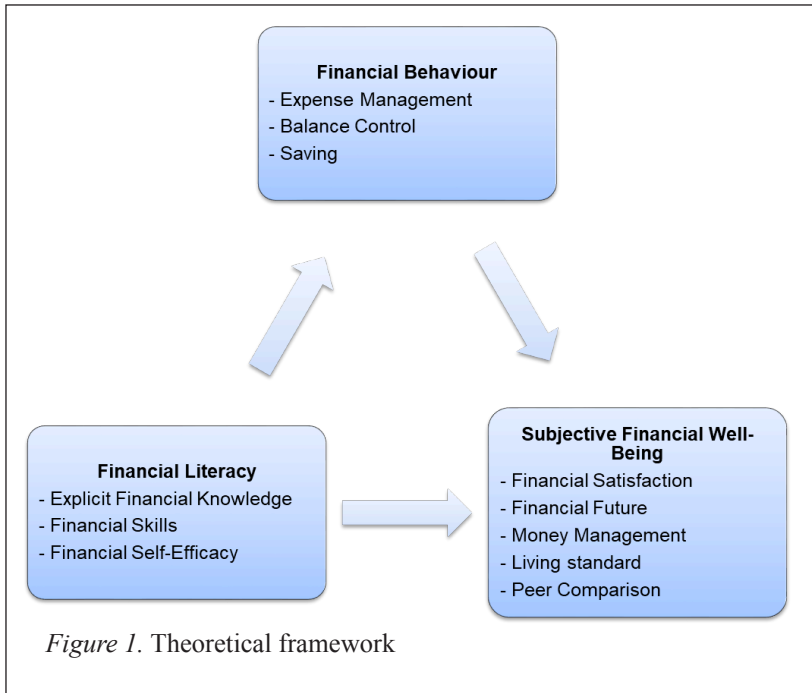 Financial Behaviour
- Expense Management
- Balance Control
- Saving
Financial Literacy
- Explicit Financial Knowledge
- Financial Skills
- Financial Self-Efficacy
Subjective Financial Well-
Being
- Financial Satisfaction
- Financial Future
- Money Management
- Living standard
- Peer Comparison
Figure 1. Theoretical framework